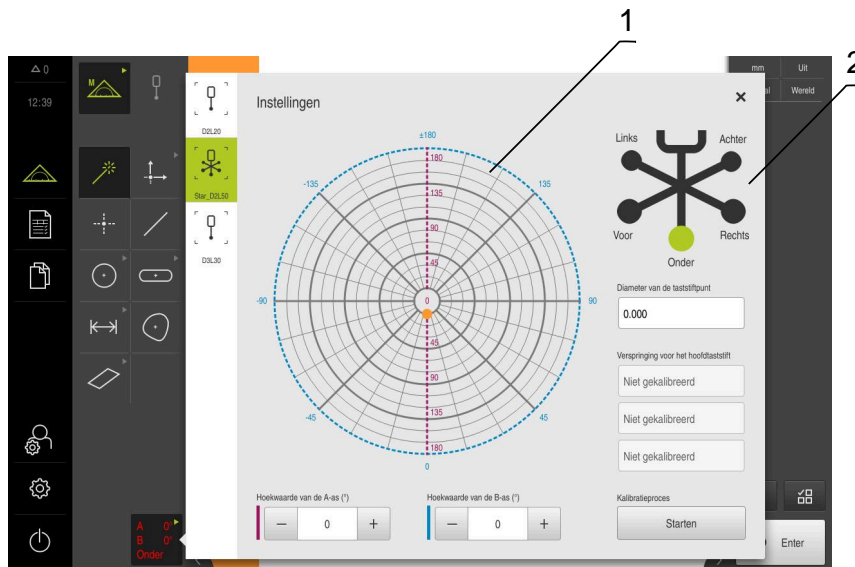 1
2
0
12:39
M
mm
Uit
al
Wereld
D2L20
Star_D2L50
D3L30
Instellingen
±180
180
-135
135
135
90
45
-90
0
90
45
90
-45
135
45
180
0
Links
Achter
Voor
Rechts
Onder
Diameter van de taststiftpunt
0.000
Verspringing voor het hoofdtaststift
Niet gekalibreerd
Niet gekalibreerd
Niet gekalibreerd
Hoekwaarde van de A-as (°)
− 0 +
Hoekwaarde van de B-as (°)
− 0 +
Kalibratieproces
Starten
A 0°
B 0°
Onder
Enter